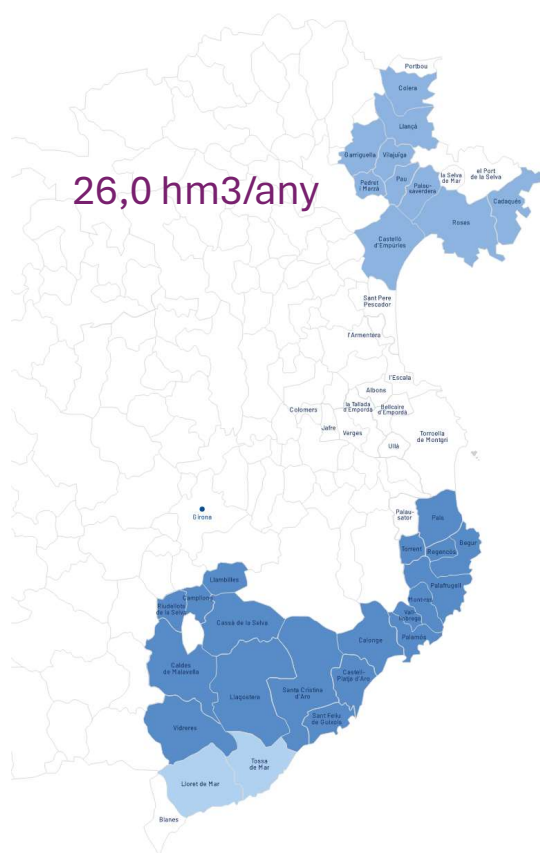 Portbou
Colera
Llançà
Garriguella
Vilajuïga
Pau
Pedret
i Marzà
Palau-
saverdera
la Selva
de Mar
el Port
de la Selva
Cadaqués
Roses
26,0 hm3/any
Castelló
d'Empúries
Sant Pere
Pescador
l'Armentera
l'Escala
Albons
la Tallada
d'Empordà
Bellcaire
d'Empordà
Colomers
Jafre
Verges
Torroella
de Montgrí
Ullà
Girona
Palau-
sator
Pals
Begur
Torrent
Regencós
Palafrugell
Mont-ras
Vall-
llobrega
Palamós
Llambilles
Campllong
Riudellots
de la Selva
Cassà de la Selva
Calonge
Caldes
de Malavella
Castell-
Platja d'Aro
Llagostera
Santa Cristina
d'Aro
Sant Feliu
de Guíxols
Vidreres
Tossa
de Mar
Lloret de Mar
Blanes